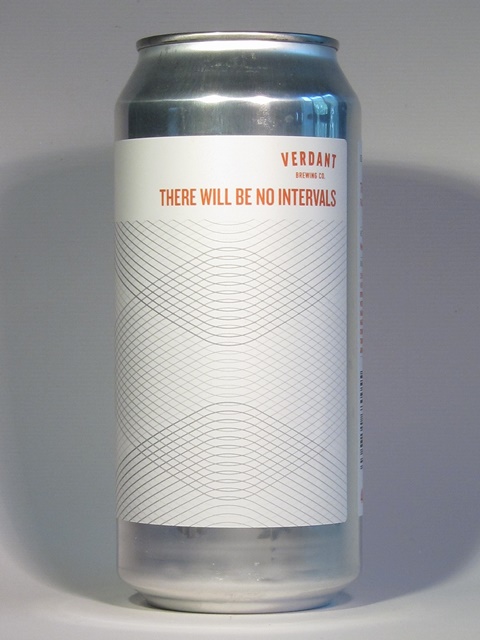 VERDANT
BREWING CO.
THERE WILL BE NO INTERVALS